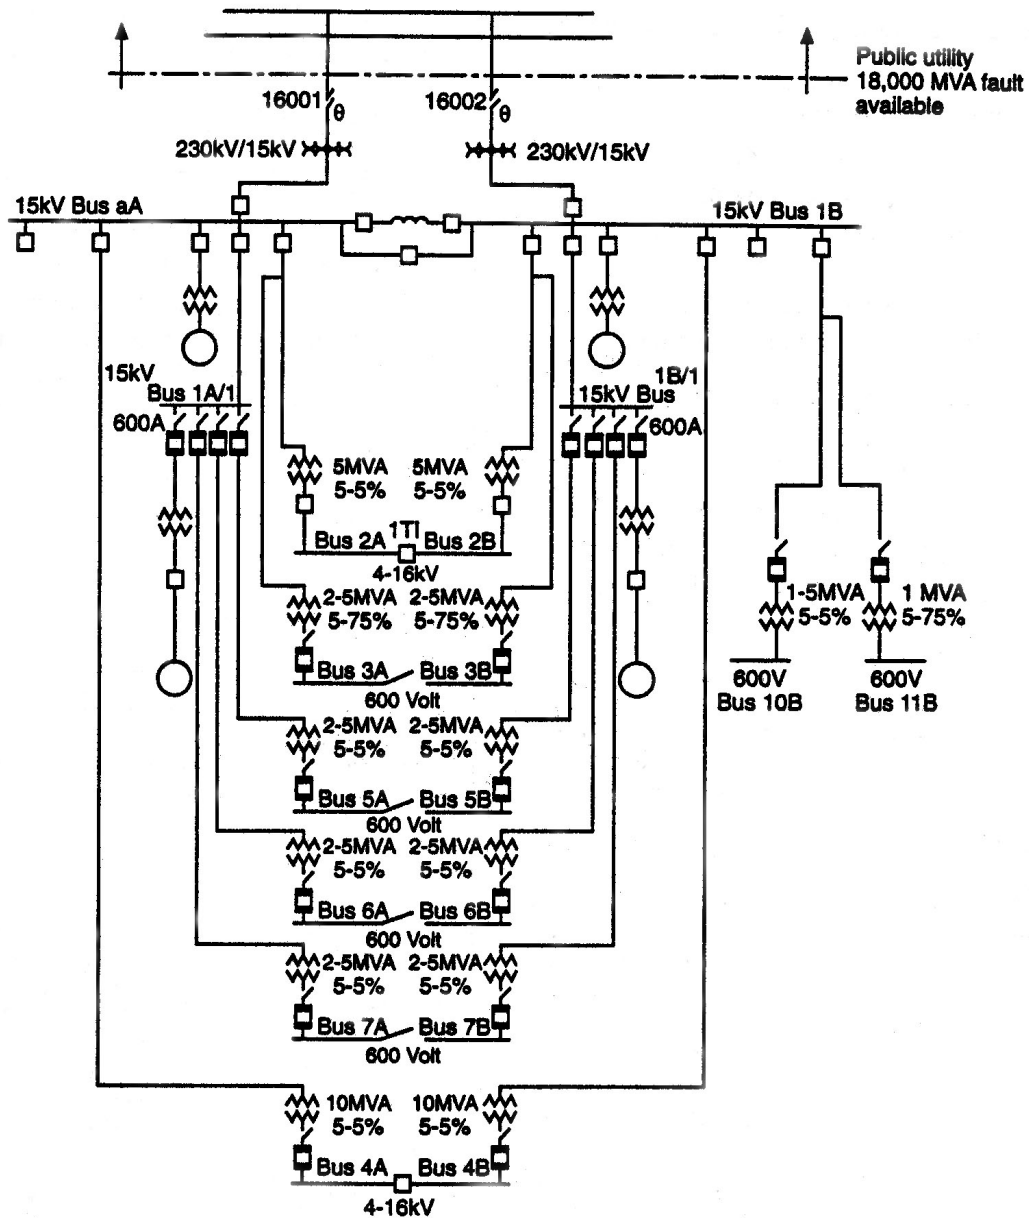 Public utility
18,000 MVA fault
available
16001
θ
16002
θ
230kV/15kV
230kV/15kV
15kV Bus aA
15kV Bus 1B
15kV
Bus 1A/1
600A
1B/1
15kV Bus
600A
5MVA
5-5%
5MVA
5-5%
Bus 2A
1TI
Bus 2B
4-16kV
2-5MVA
5-75%
2-5MVA
5-75%
Bus 3A
Bus 3B
600 Volt
1-5MVA
5-5%
1 MVA
5-75%
600V
Bus 10B
600V
Bus 11B
2-5MVA
5-5%
2-5MVA
5-5%
Bus 5A
Bus 5B
600 Volt
2-5MVA
5-5%
2-5MVA
5-5%
Bus 6A
Bus 6B
600 Volt
2-5MVA
5-5%
2-5MVA
5-5%
Bus 7A
Bus 7B
600 Volt
10MVA
5-5%
10MVA
5-5%
Bus 4A
Bus 4B
4-16kV